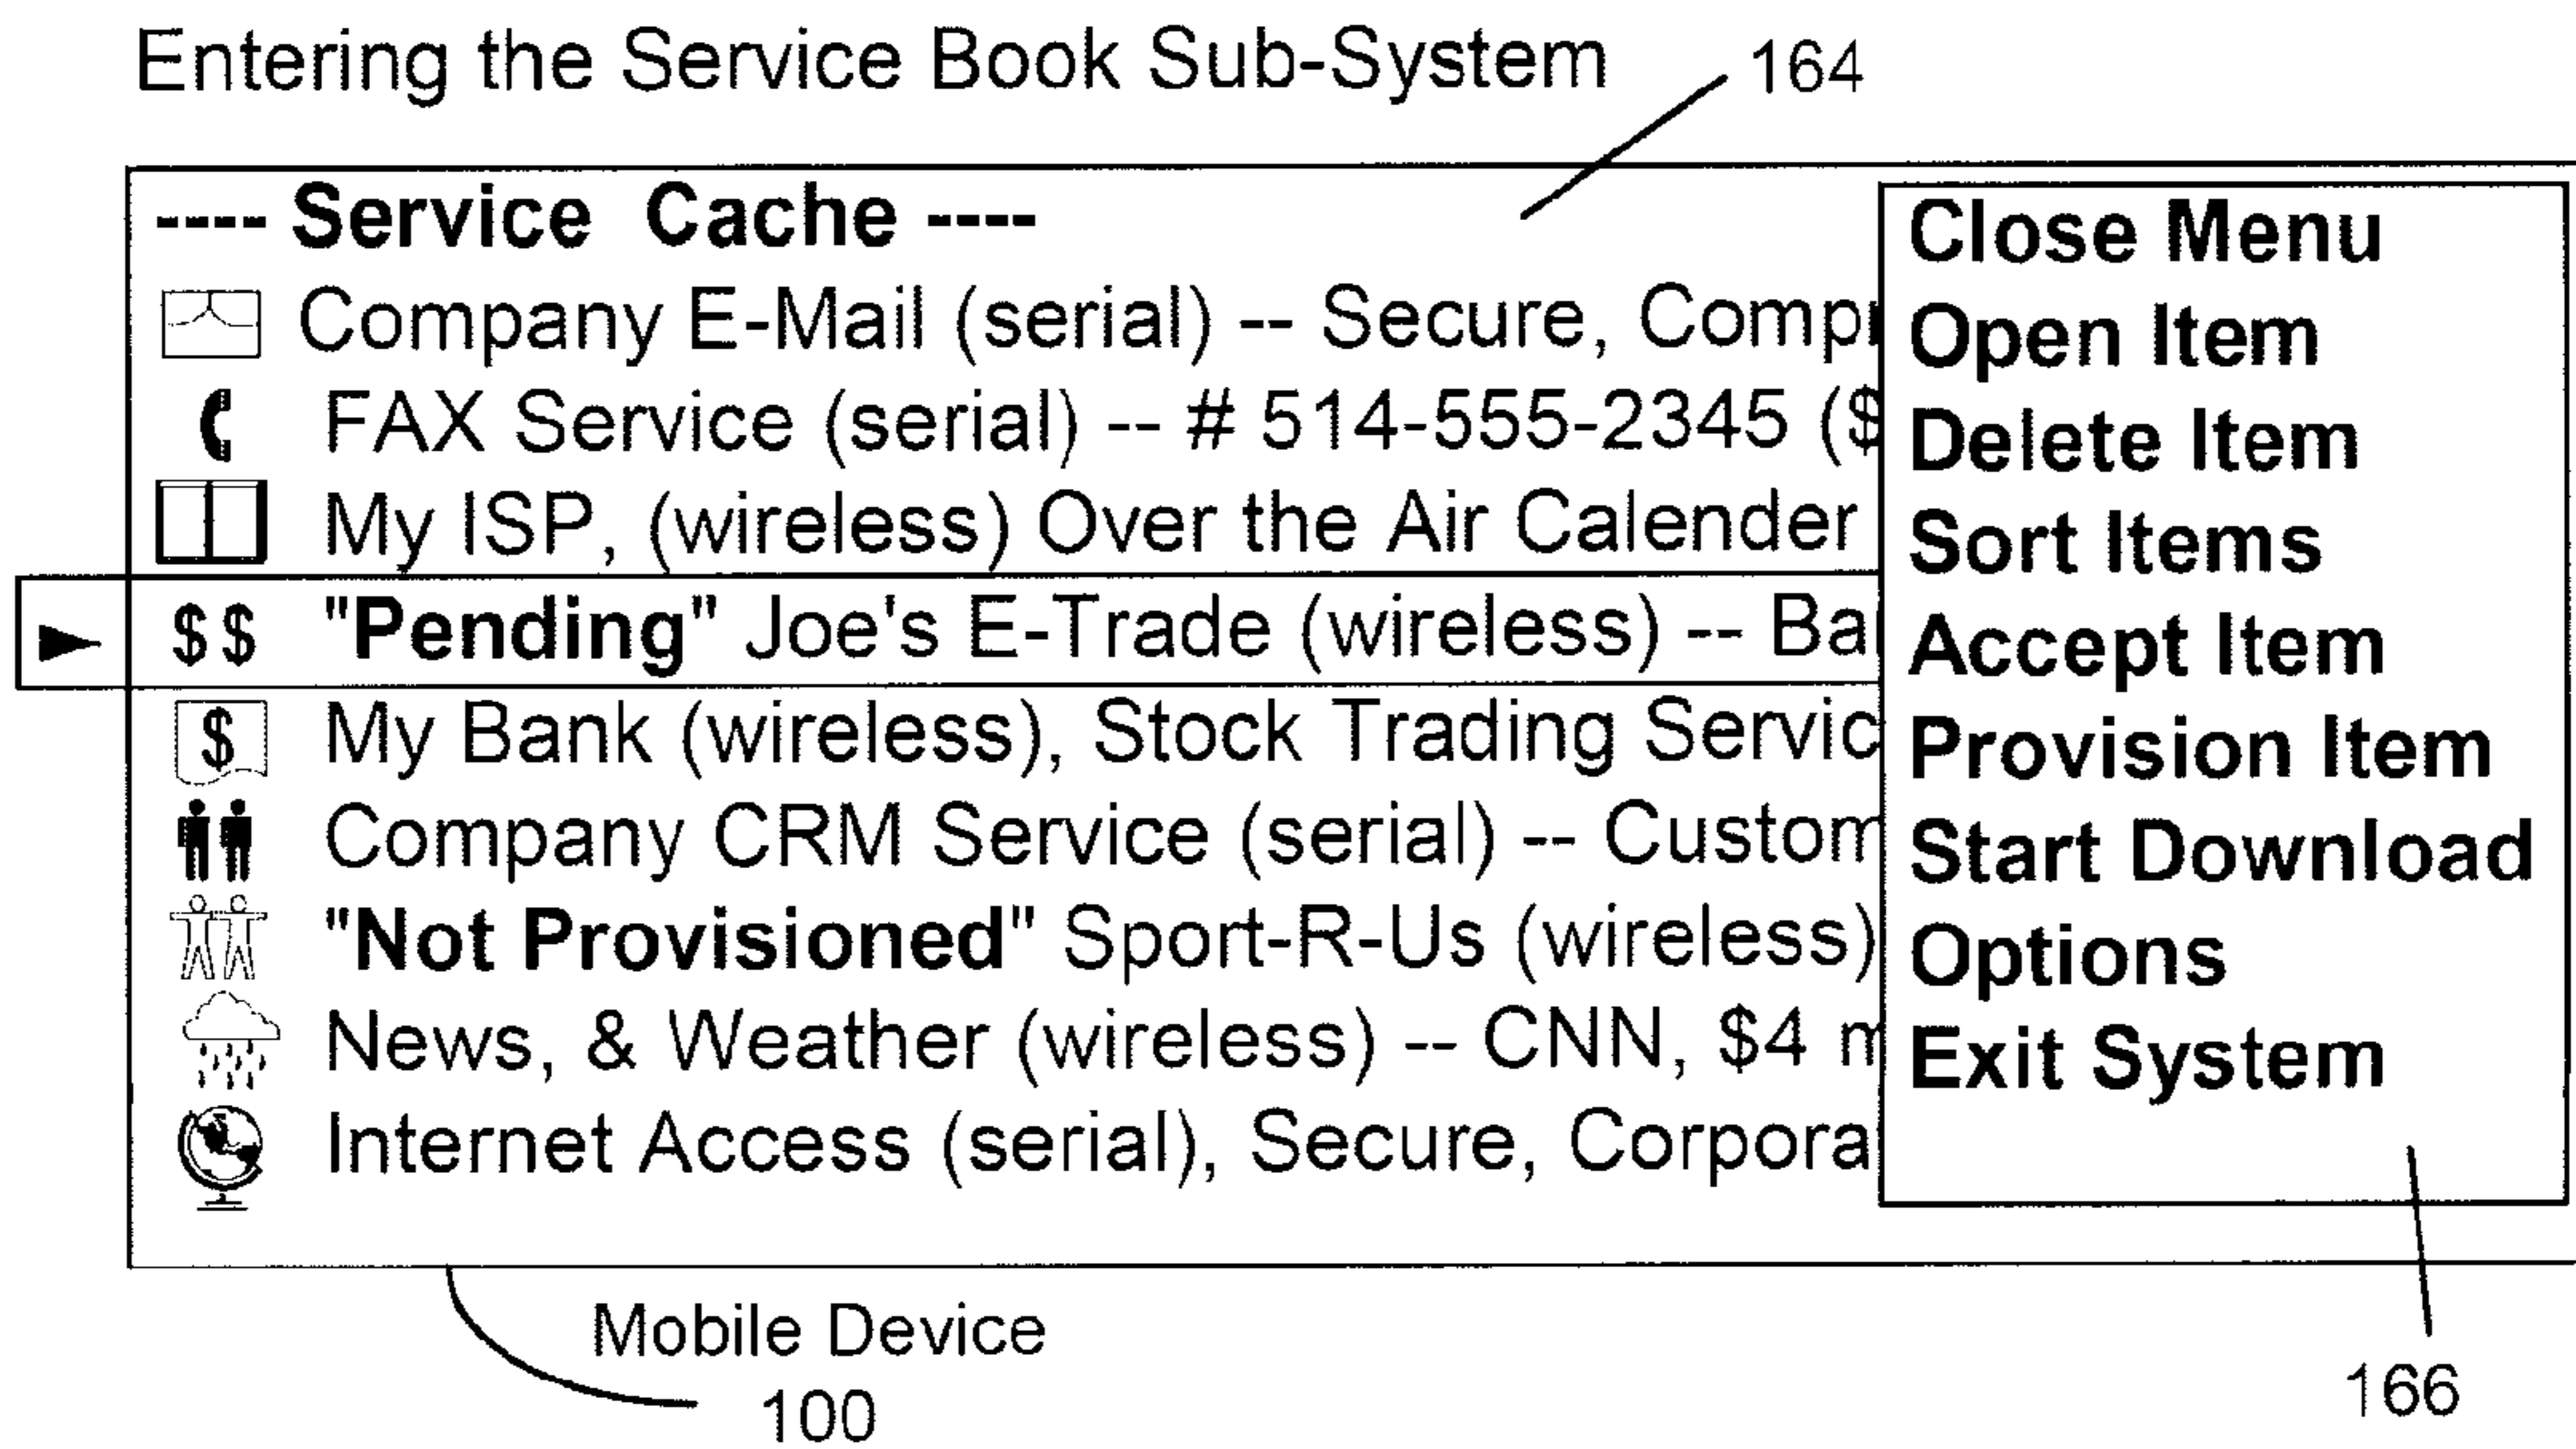 Entering the Service Book Sub-System
164
---- Service Cache ----
Company E-Mail (serial) -- Secure, Comp
FAX Service (serial) -- # 514-555-2345 ($
My ISP, (wireless) Over the Air Calender
$$ "Pending" Joe's E-Trade (wireless) -- Ba
$ My Bank (wireless), Stock Trading Servic
Company CRM Service (serial) -- Custom
"Not Provisioned" Sport-R-Us (wireless)
News, & Weather (wireless) -- CNN, $4 m
Internet Access (serial), Secure, Corpora
Close Menu
Open Item
Delete Item
Sort Items
Accept Item
Provision Item
Start Download
Options
Exit System
Mobile Device
100
166